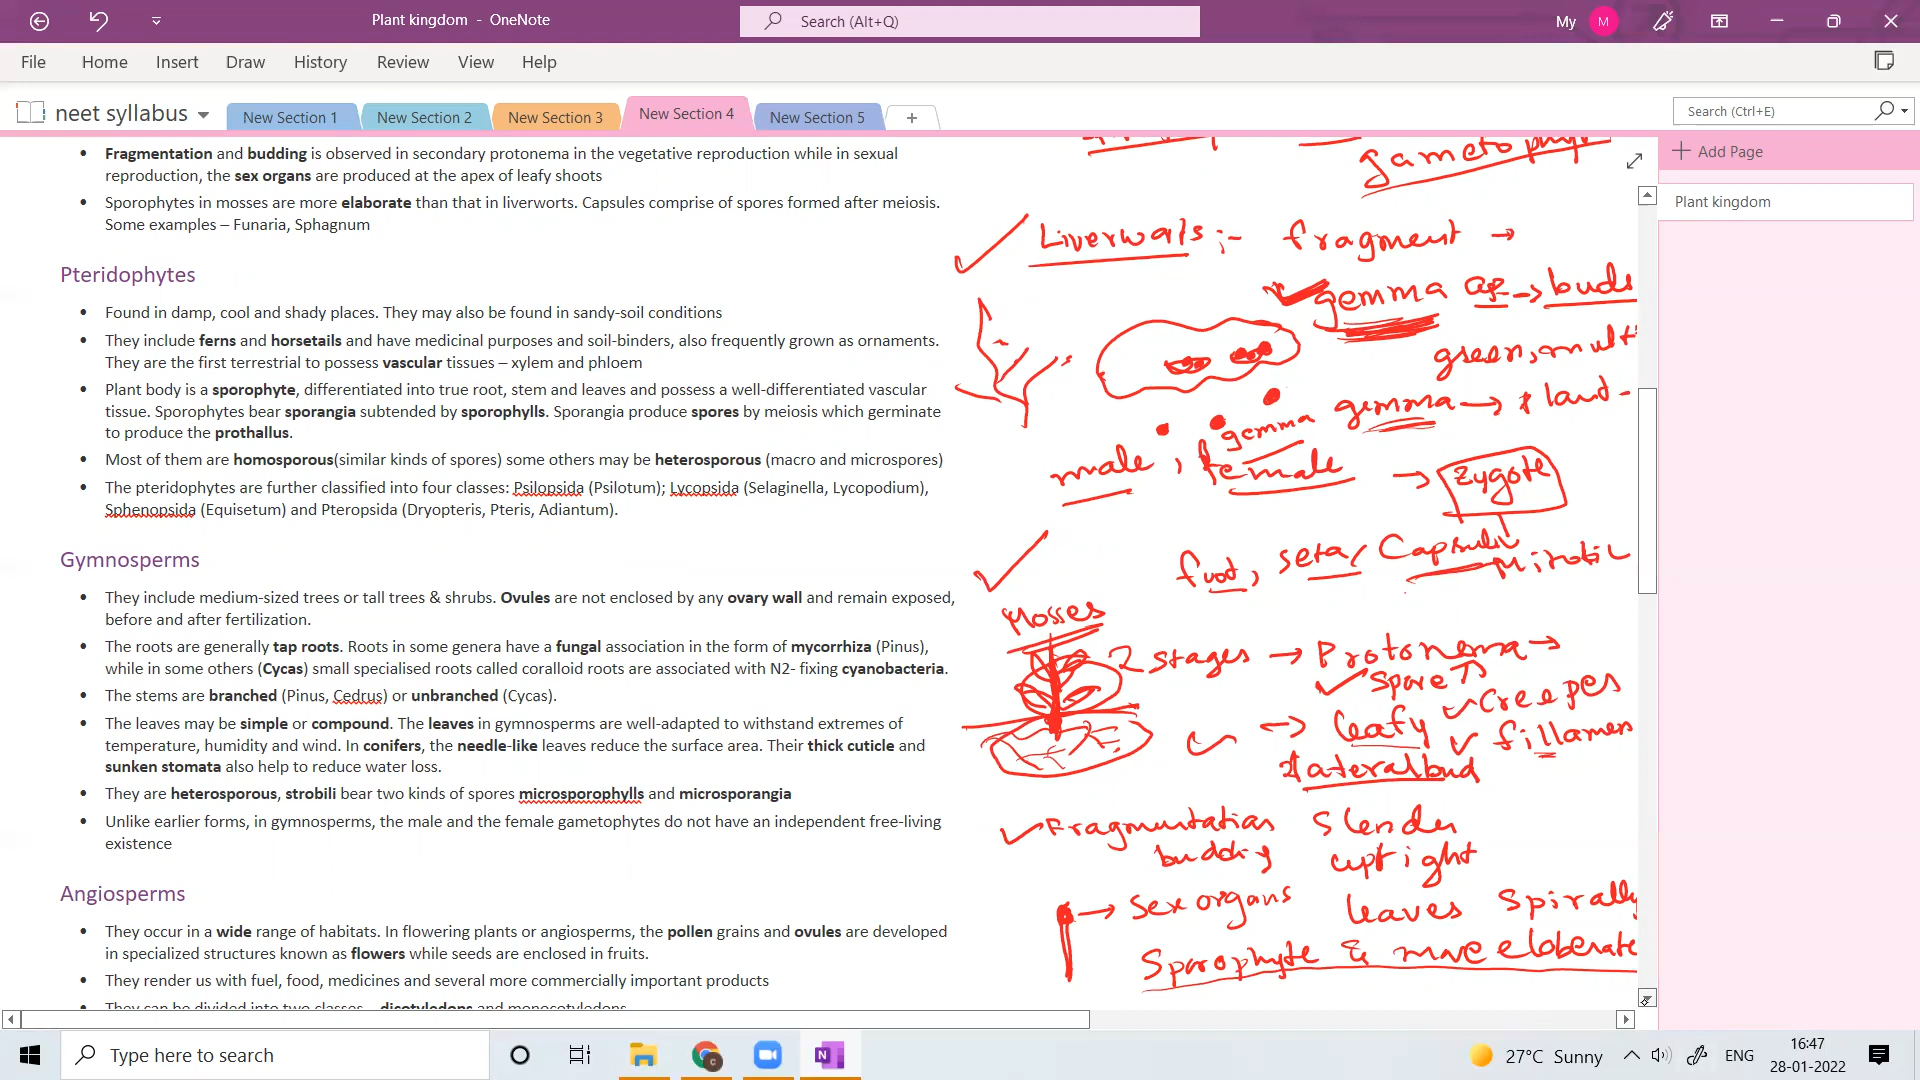 Plant kingdom - OneNote
Search (Alt+Q)
My M
File Home Insert Draw History Review View Help
neet syllabus
New Section 1 New Section 2 New Section 3 New Section 4 New Section 5 +
Search (Ctrl+E)
Add Page
Plant kingdom
• Fragmentation and budding is observed in secondary protonema in the vegetative reproduction while in sexual
reproduction, the sex organs are produced at the apex of leafy shoots
• Sporophytes in mosses are more elaborate than that in liverworts. Capsules comprise of spores formed after meiosis.
Some examples – Funaria, Sphagnum
Pteridophytes
• Found in damp, cool and shady places. They may also be found in sandy-soil conditions
• They include ferns and horsetails and have medicinal purposes and soil-binders, also frequently grown as ornaments.
They are the first terrestrial to possess vascular tissues – xylem and phloem
• Plant body is a sporophyte, differentiated into true root, stem and leaves and possess a well-differentiated vascular
tissue. Sporophytes bear sporangia subtended by sporophylls. Sporangia produce spores by meiosis which germinate
to produce the prothallus.
• Most of them are homosporous(similar kinds of spores) some others may be heterosporous (macro and microspores)
• The pteridophytes are further classified into four classes: Psilopsida (Psilotum); Lycopsida (Selaginella, Lycopodium),
Sphenopsida (Equisetum) and Pteropsida (Dryopteris, Pteris, Adiantum).
Gymnosperms
• They include medium-sized trees or tall trees & shrubs. Ovules are not enclosed by any ovary wall and remain exposed,
before and after fertilization.
• The roots are generally tap roots. Roots in some genera have a fungal association in the form of mycorrhiza (Pinus),
while in some others (Cycas) small specialised roots called coralloid roots are associated with N2- fixing cyanobacteria.
• The stems are branched (Pinus, Cedrus) or unbranched (Cycas).
• The leaves may be simple or compound. The leaves in gymnosperms are well-adapted to withstand extremes of
temperature, humidity and wind. In conifers, the needle-like leaves reduce the surface area. Their thick cuticle and
sunken stomata also help to reduce water loss.
• They are heterosporous, strobili bear two kinds of spores microsporophylls and microsporangia
• Unlike earlier forms, in gymnosperms, the male and the female gametophytes do not have an independent free-living
existence
Angiosperms
• They occur in a wide range of habitats. In flowering plants or angiosperms, the pollen grains and ovules are developed
in specialized structures known as flowers while seeds are enclosed in fruits.
• They render us with fuel, food, medicines and several more commercially important products
• They can be divided into two classes – dicotyledons and monocotyledons
gametophy
Liverwats :- fragment →
gemma → buds
green, mult
gemma → plant-
gemma
male, female → Zygote
foot, seta, Capsule
Mosses
2 stages → Protonema →
Spore Creepes
↔ leafy fillamen
lateralbud
Fragmentation Slender
budding upright
→ Sex organs leaves Spirally
Sporophyte & more eloberate
Type here to search
27°C Sunny
ENG
16:47
28-01-2022